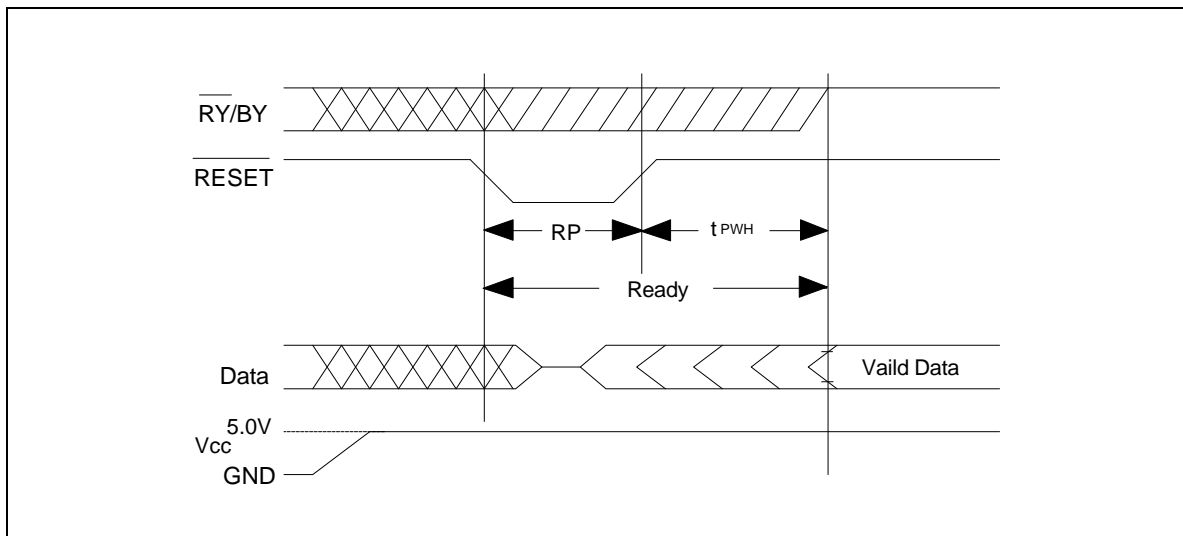 RY/BY
RESET
RP
t PWH
Ready
Data
Vaild Data
5.0V
Vcc
GND